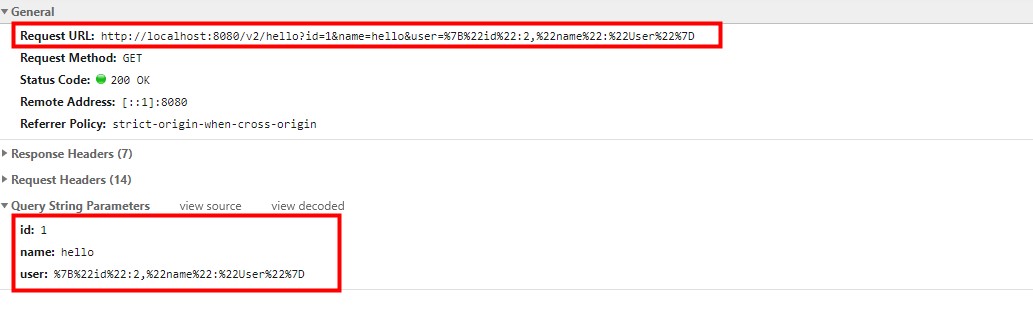 General
Request URL: http://localhost:8080/v2/hello?id=1&name=hello&user=%7B%22id%22:2,%22name%22:%22User%22%7D
Request Method: GET
Status Code: 200 OK
Remote Address: [::1]:8080
Referrer Policy: strict-origin-when-cross-origin
Response Headers (7)
Request Headers (14)
Query String Parameters view source view decoded
id: 1
name: hello
user: %7B%22id%22:2,%22name%22:%22User%22%7D